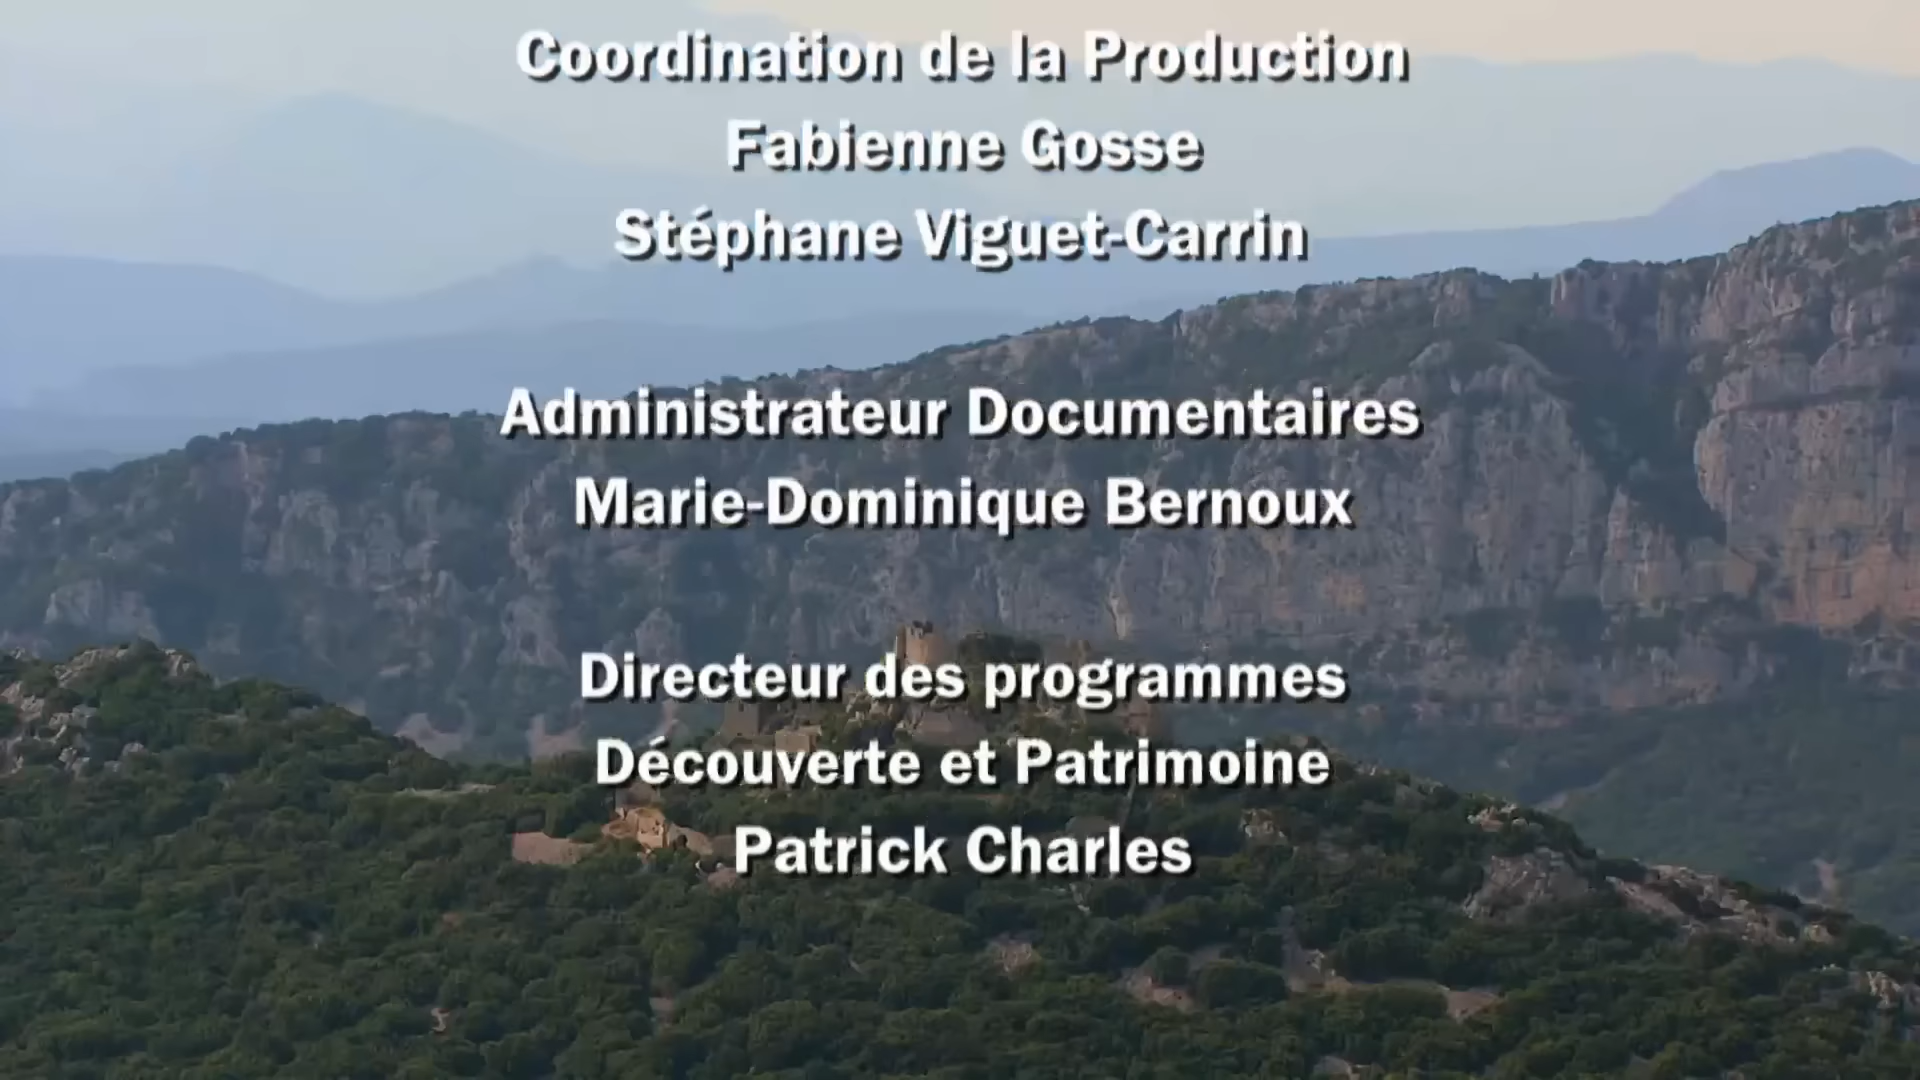 Coordination de la Production
Fabienne Gosse
Stéphane Viguet-Carrin
Administrateur Documentaires
Marie-Dominique Bernoux
Directeur des programmes
Découverte et Patrimoine
Patrick Charles